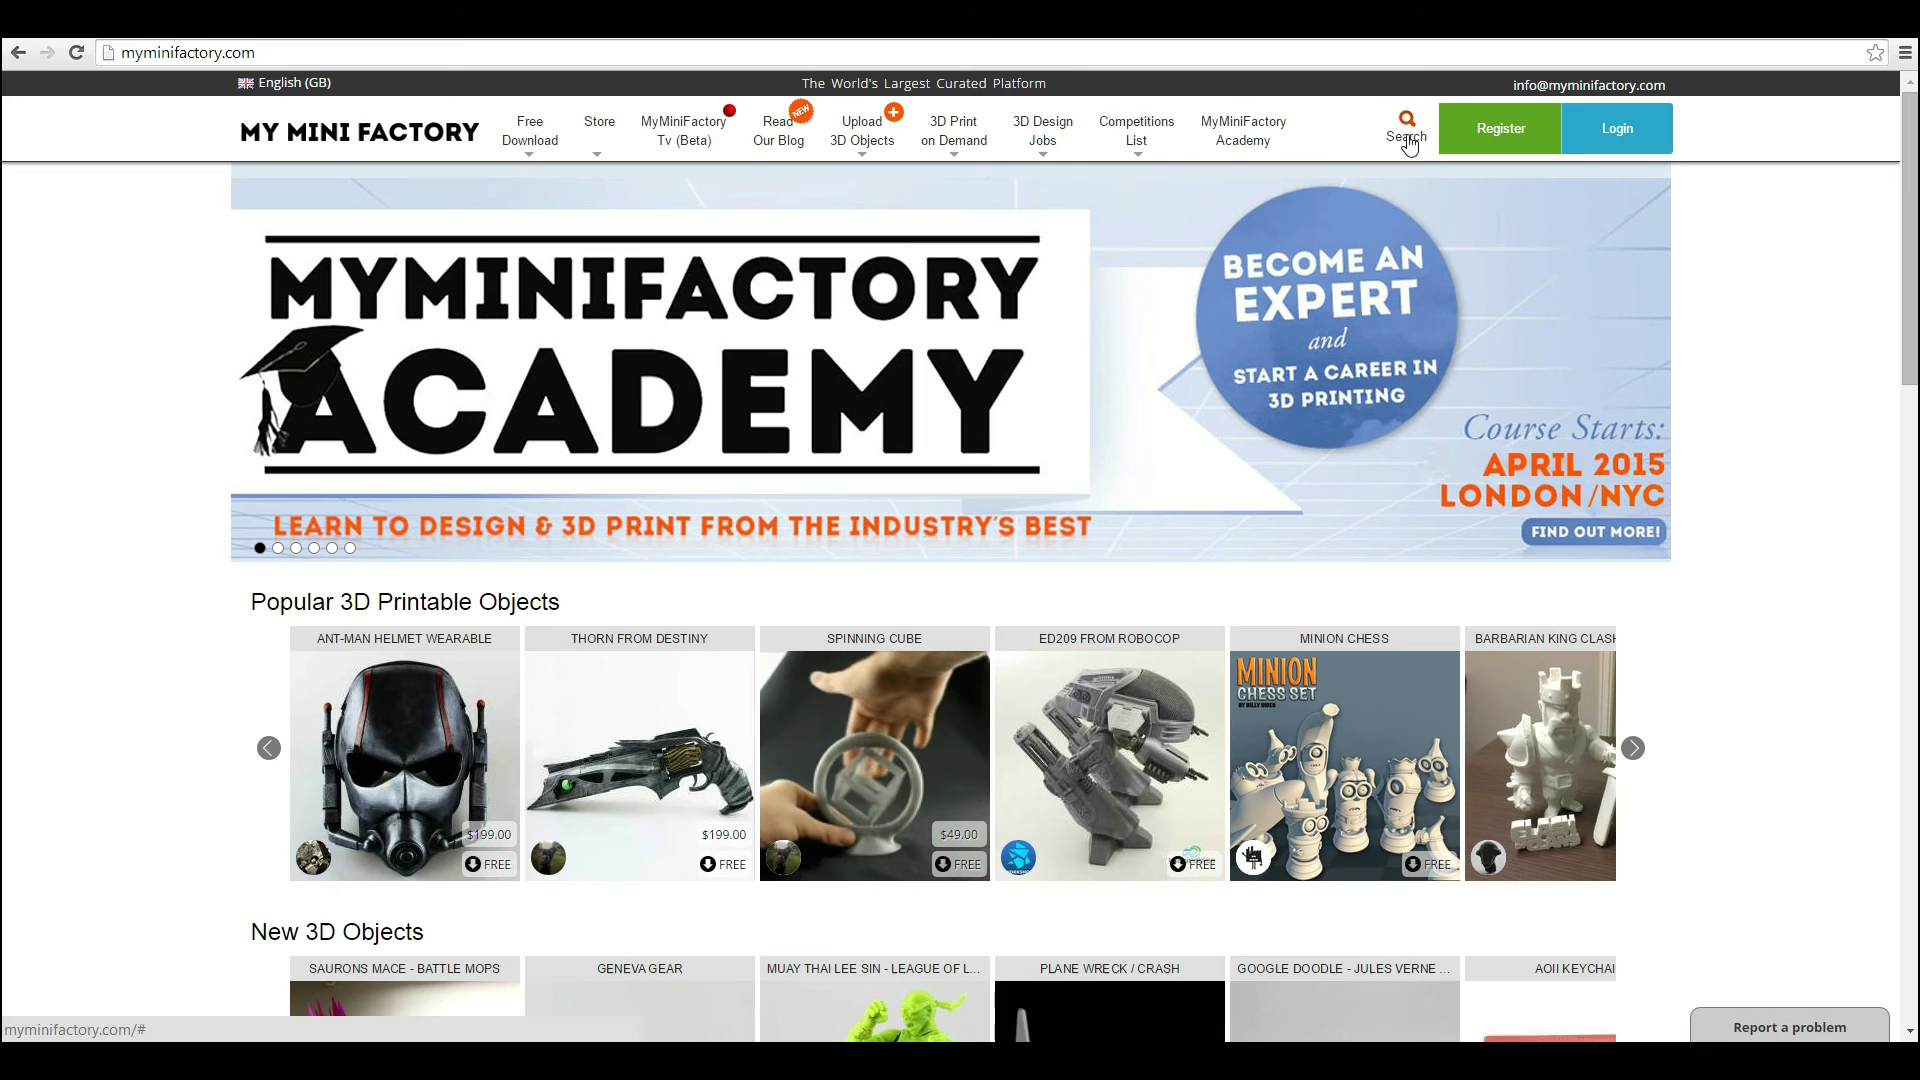 myminifactory.com
English (GB)
The World's Largest Curated Platform
info@myminifactory.com
MY MINI FACTORY
Free
Download
Store
MyMiniFactory
Tv (Beta)
Read
Our Blog
NEW
Upload
3D Objects
3D Print
on Demand
3D Design
Jobs
Competitions
List
MyMiniFactory
Academy
Search
Register
Login
MYMINIFACTORY
ACADEMY
BECOME AN
EXPERT
and
START A CAREER IN
3D PRINTING
Course Starts:
APRIL 2015
LONDON/NYC
FIND OUT MORE!
LEARN TO DESIGN & 3D PRINT FROM THE INDUSTRY'S BEST
Popular 3D Printable Objects
ANT-MAN HELMET WEARABLE
$199.00
FREE
THORN FROM DESTINY
$199.00
FREE
SPINNING CUBE
$49.00
FREE
ED209 FROM ROBOCOP
FREE
MINION CHESS
MINION
CHESS SET
BY BILLY SIDES
FREE
BARBARIAN KING CLASH
New 3D Objects
SAURONS MACE - BATTLE MOPS
GENEVA GEAR
MUAY THAI LEE SIN - LEAGUE OF L...
PLANE WRECK / CRASH
GOOGLE DOODLE - JULES VERNE ...
AOII KEYCHAI
myminifactory.com/#
Report a problem